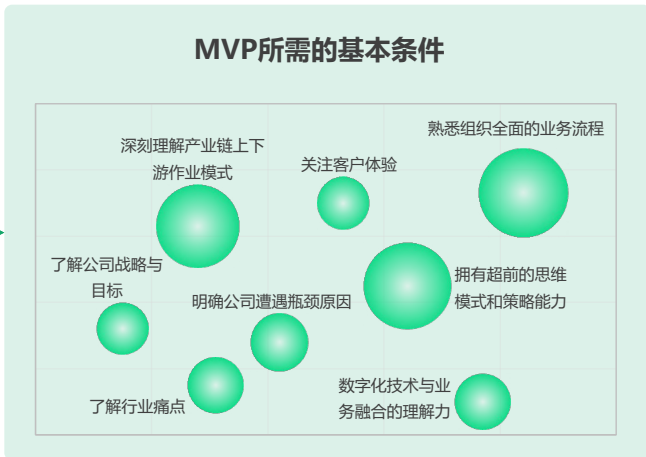 MVP所需的基本条件
熟悉组织全面的业务流程
深刻理解产业链上下
游作业模式
关注客户体验
了解公司战略与
目标
拥有超前的思维
模式和策略能力
明确公司遭遇瓶颈原因
了解行业痛点
数字化技术与业
务融合的理解力